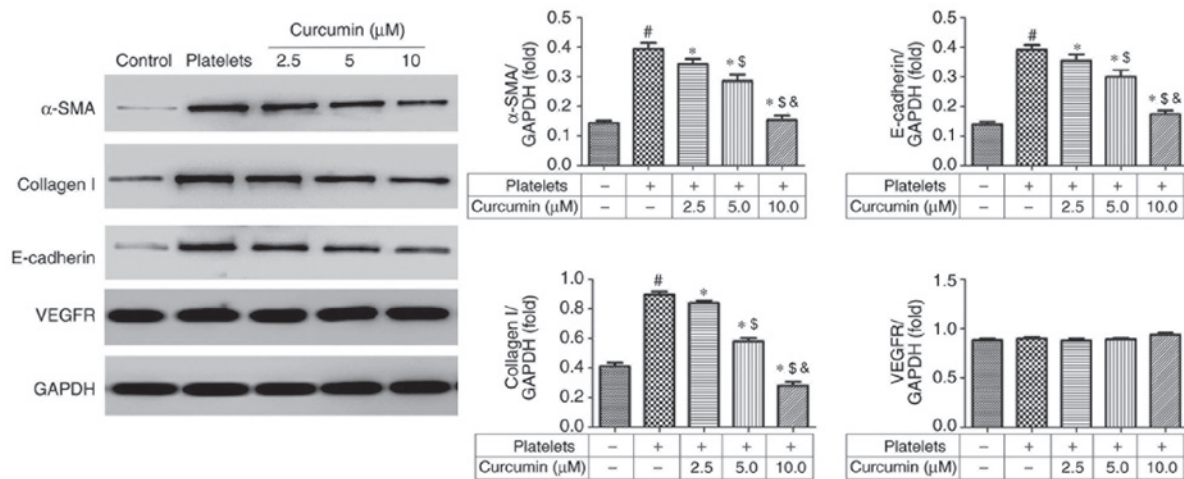 Curcumin (μM)
Control Platelets 2.5 5 10
α-SMA
Collagen I
E-cadherin
VEGFR
GAPDH
α-SMA/
GAPDH (fold)
0.5
0.4
0.3
0.2
0.1
0.0
#
*
* $
* $ &
Platelets – + + + +
Curcumin (μM) – – 2.5 5.0 10.0
E-cadherin/
GAPDH (fold)
0.5
0.4
0.3
0.2
0.1
0.0
#
*
* $
* $ &
Platelets – + + + +
Curcumin (μM) – – 2.5 5.0 10.0
Collagen I/
GAPDH (fold)
1.0
0.8
0.6
0.4
0.2
0.0
#
*
* $
* $ &
Platelets – + + + +
Curcumin (μM) – – 2.5 5.0 10.0
VEGFR/
GAPDH (fold)
1.5
1.0
0.5
0.0
Platelets – + + + +
Curcumin (μM) – – 2.5 5.0 10.0